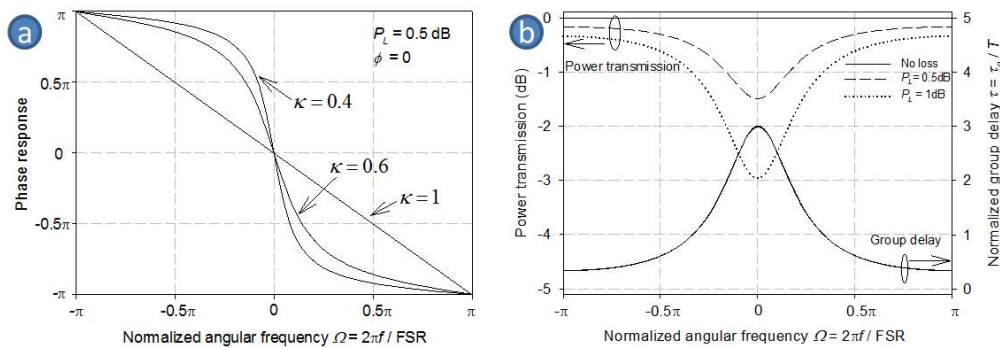 a
Phase response
π
0.5π
0
-0.5π
-π
P_L = 0.5 dB
ϕ = 0
κ = 0.4
κ = 0.6
κ = 1
-π
-0.5π
0
0.5π
π
Normalized angular frequency Ω = 2πf / FSR
b
Power transmission (dB)
0
-1
-2
-3
-4
-5
Power transmission
No loss
P_L = 0.5dB
P_L = 1dB
Group delay
5
4
3
2
1
0
Normalized group delay τ = τ_g / T
-π
-0.5π
0
0.5π
π
Normalized angular frequency Ω = 2πf / FSR